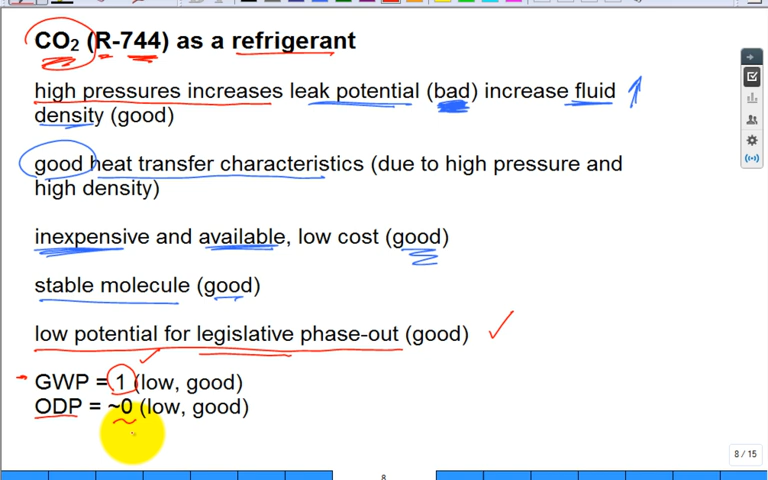 CO₂ (R-744) as a refrigerant
high pressures increases leak potential (bad) increase fluid
density (good)
good heat transfer characteristics (due to high pressure and
high density)
inexpensive and available, low cost (good)
stable molecule (good)
low potential for legislative phase-out (good)
GWP = 1 (low, good)
ODP = ~0 (low, good)
8 / 15
8